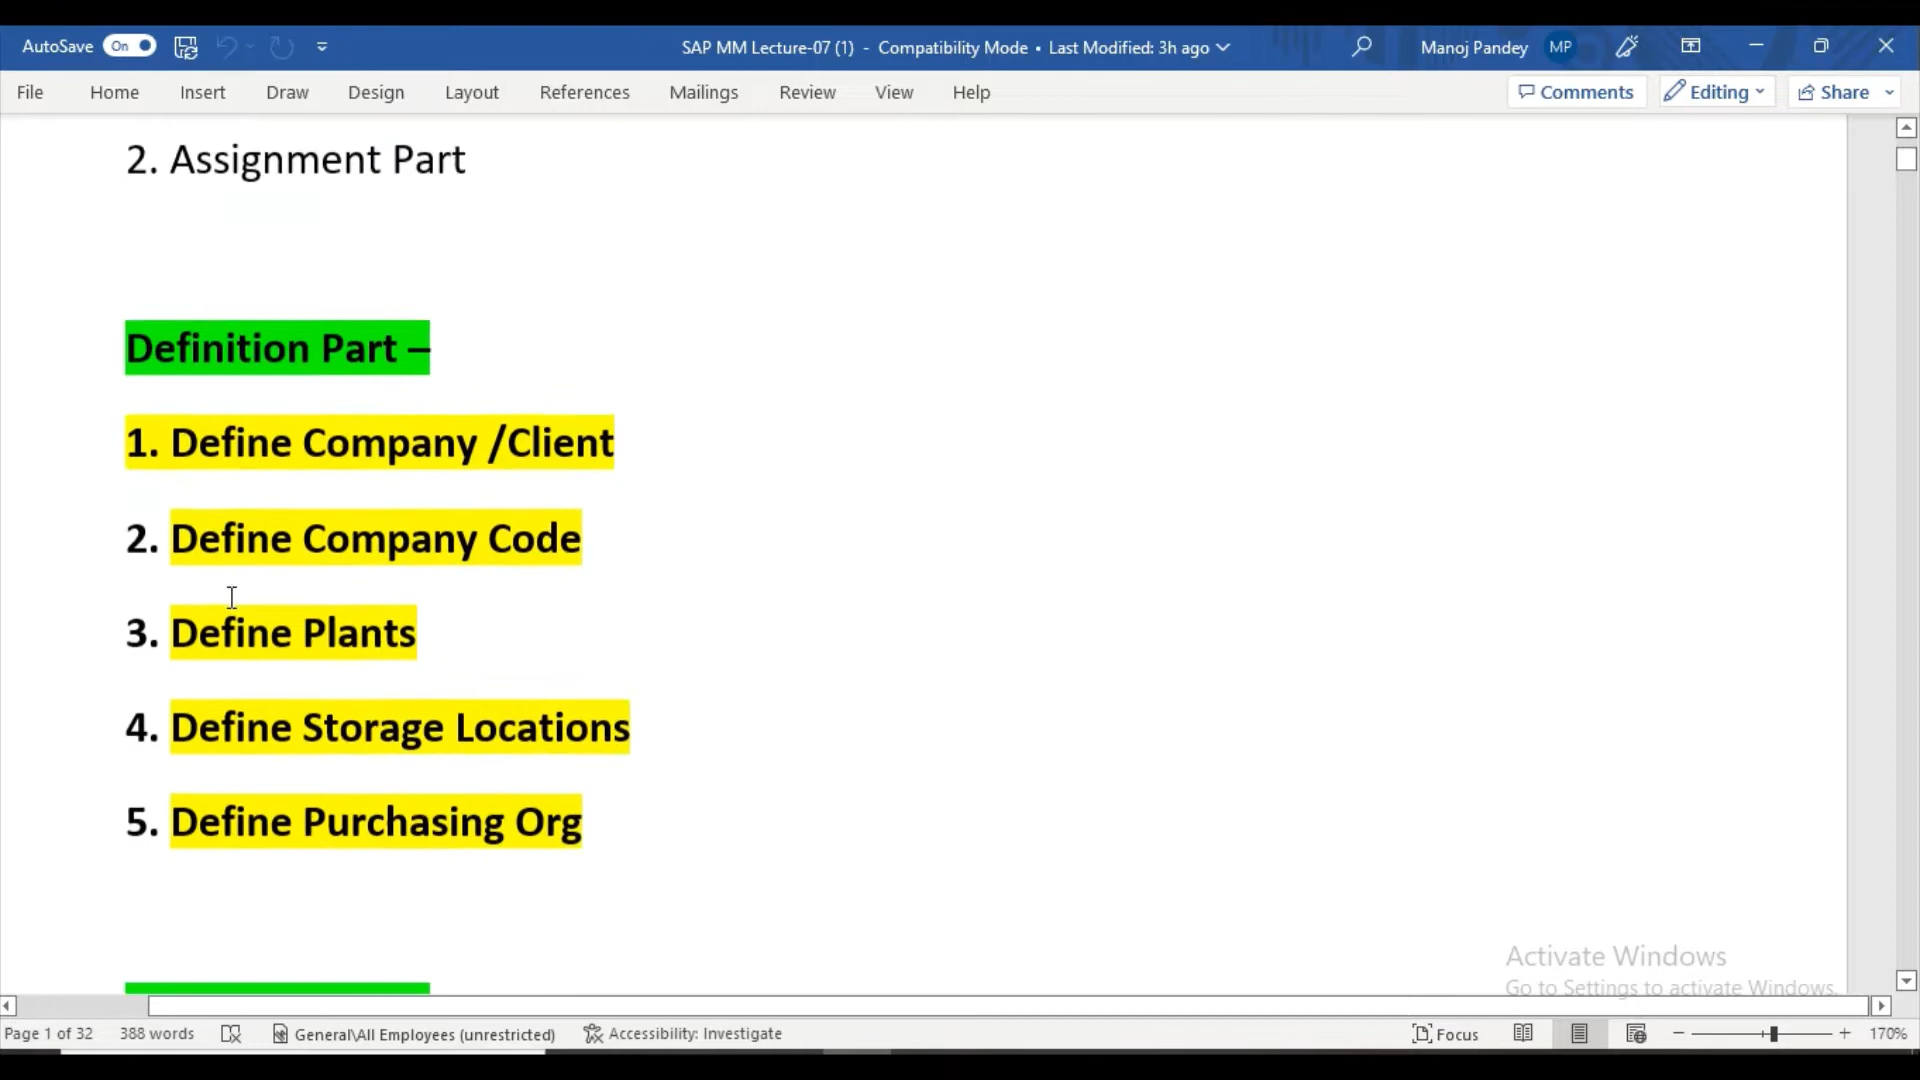 AutoSave On SAP MM Lecture-07 (1) - Compatibility Mode • Last Modified: 3h ago Manoj Pandey MP
File Home Insert Draw Design Layout References Mailings Review View Help Comments Editing Share
2. Assignment Part
Definition Part –
1. Define Company /Client
2. Define Company Code
3. Define Plants
4. Define Storage Locations
5. Define Purchasing Org
Activate Windows
Go to Settings to activate Windows.
Page 1 of 32 388 words General\All Employees (unrestricted) Accessibility: Investigate Focus 170%